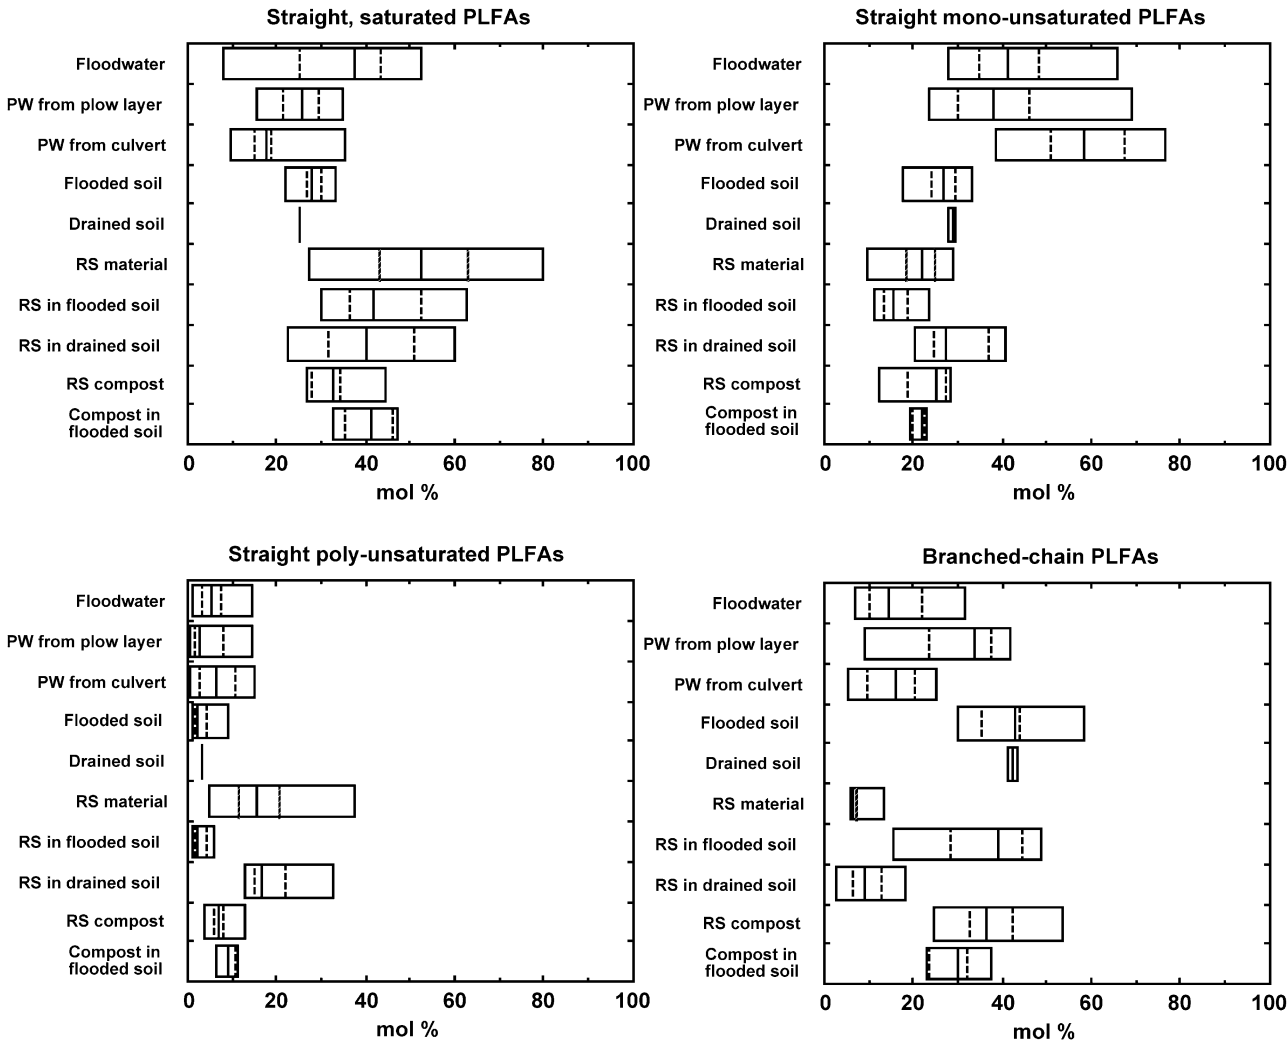 Straight, saturated PLFAs
Floodwater
PW from plow layer
PW from culvert
Flooded soil
Drained soil
RS material
RS in flooded soil
RS in drained soil
RS compost
Compost in
flooded soil
0 20 40 60 80 100
mol %
Straight mono-unsaturated PLFAs
Floodwater
PW from plow layer
PW from culvert
Flooded soil
Drained soil
RS material
RS in flooded soil
RS in drained soil
RS compost
Compost in
flooded soil
0 20 40 60 80 100
mol %
Straight poly-unsaturated PLFAs
Floodwater
PW from plow layer
PW from culvert
Flooded soil
Drained soil
RS material
RS in flooded soil
RS in drained soil
RS compost
Compost in
flooded soil
0 20 40 60 80 100
mol %
Branched-chain PLFAs
Floodwater
PW from plow layer
PW from culvert
Flooded soil
Drained soil
RS material
RS in flooded soil
RS in drained soil
RS compost
Compost in
flooded soil
0 20 40 60 80 100
mol %